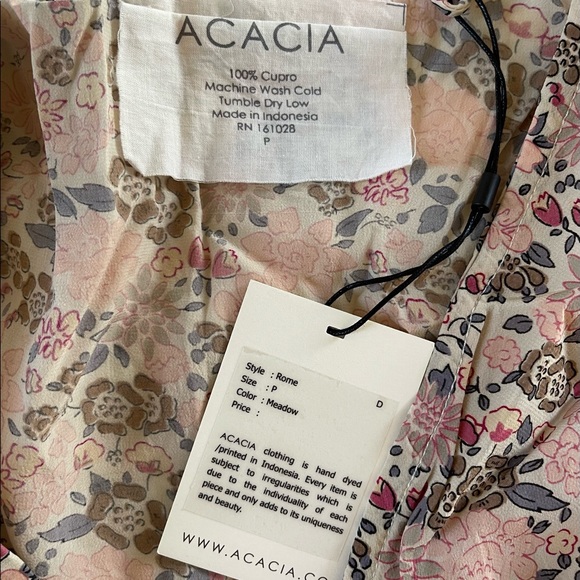 ACACIA
100% Cupro
Machine Wash Cold
Tumble Dry Low
Made in Indonesia
RN 161028
P
Style : Rome
D
Size : P
Color : Meadow
Price :
ACACIA clothing is hand dyed
/printed in Indonesia. Every item is
subject to irregularities which is
due to the individuality of each
piece and only adds to its uniqueness
and beauty.
WWW.ACACIA.CO